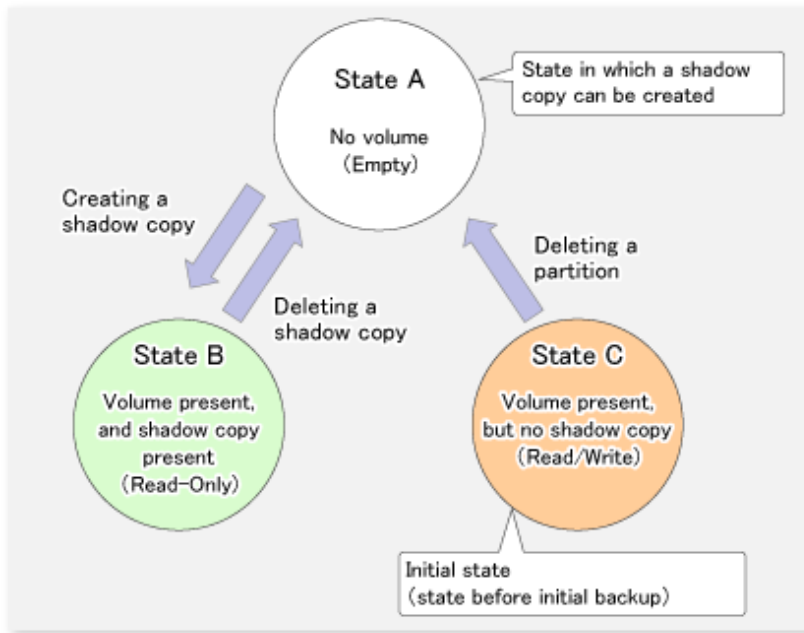 State A
No volume
(Empty)
State in which a shadow
copy can be created
Creating a
shadow copy
Deleting a
shadow copy
Deleting a
partition
State B
Volume present,
and shadow copy
present
(Read-Only)
State C
Volume present,
but no shadow copy
(Read/Write)
Initial state
(state before initial backup)